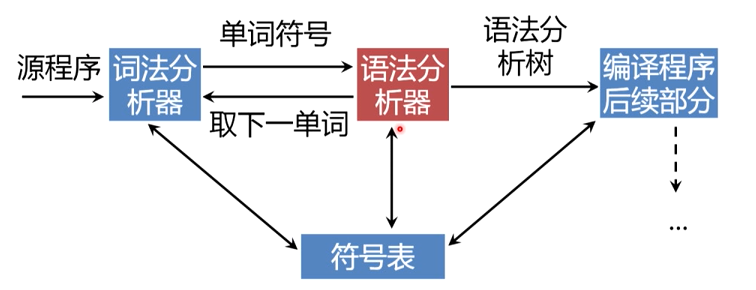 源程序
词法分
析器
单词符号
取下一单词
语法分
析器
语法分
析树
编译程序
后续部分
...
符号表